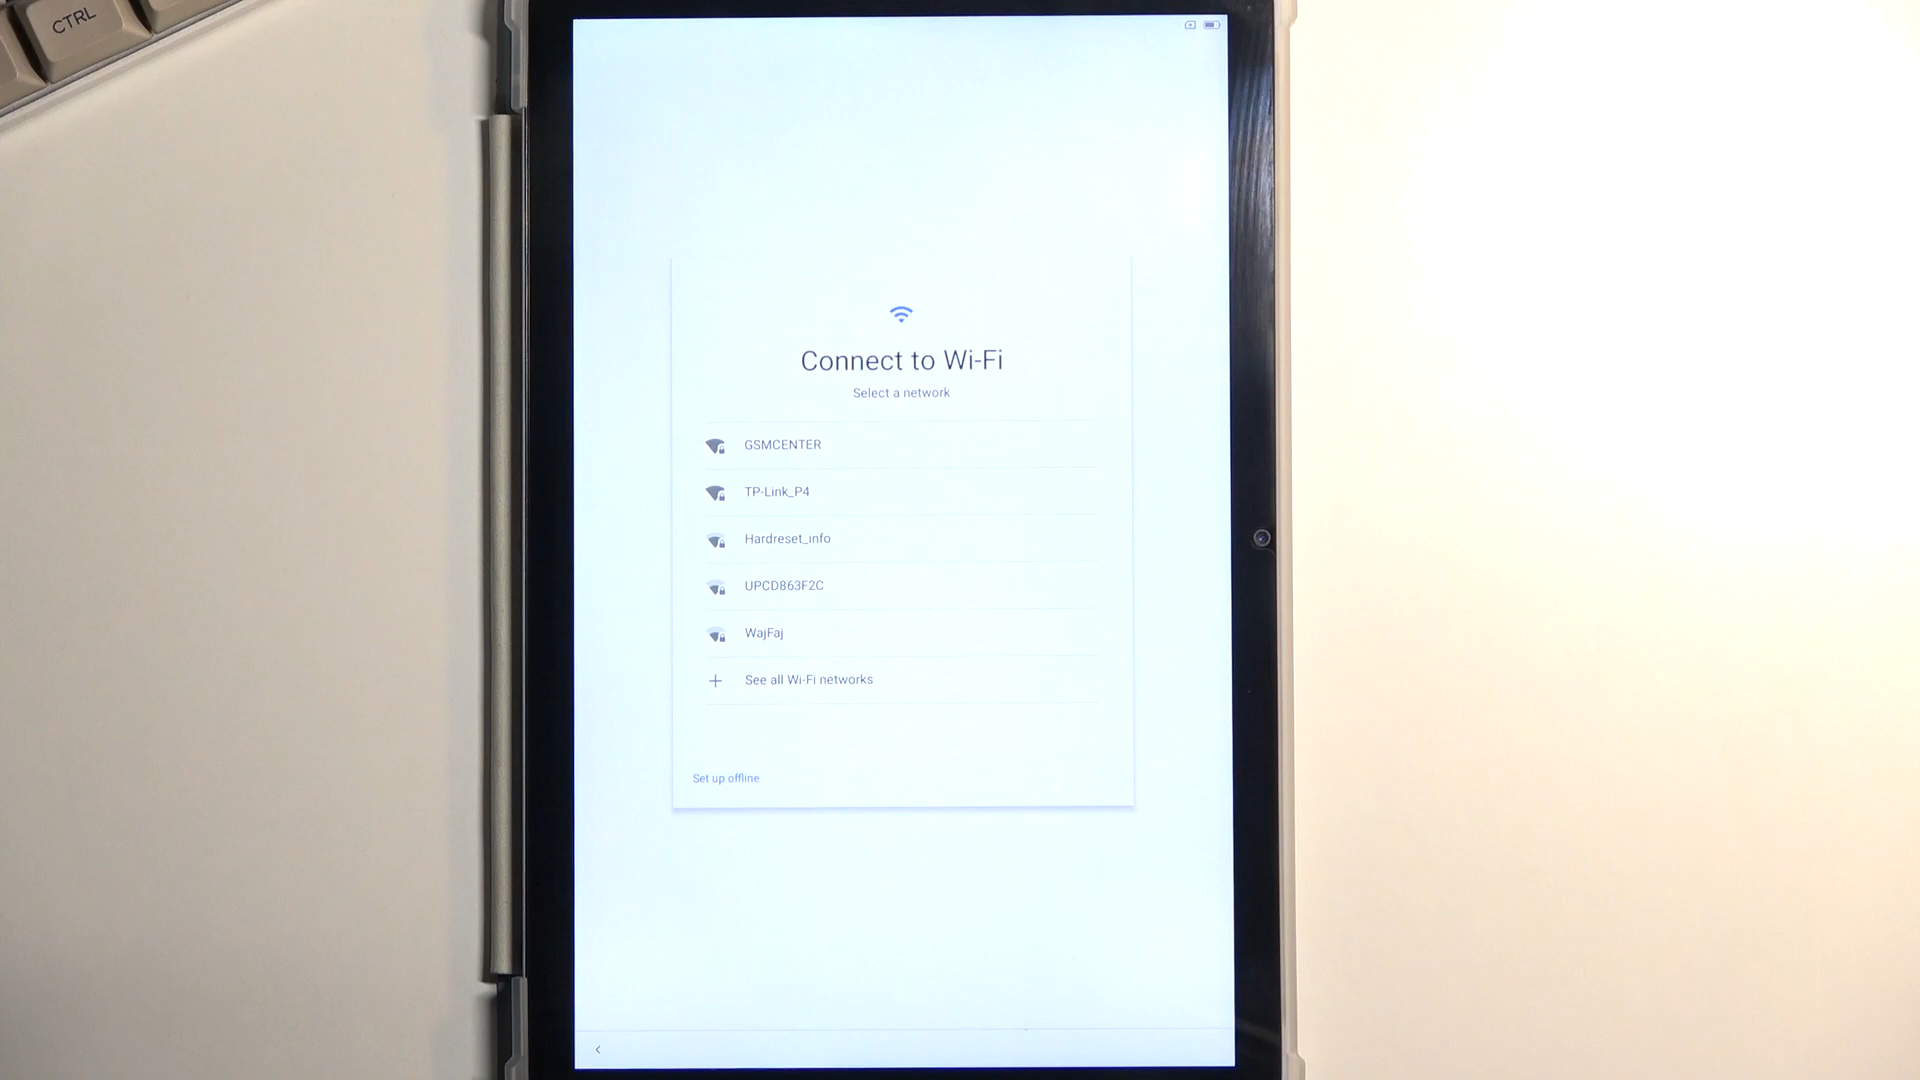 CTRL
Connect to Wi-Fi
Select a network
GSMCENTER
TP-Link_P4
Hardreset_info
UPCD863F2C
WajFaj
See all Wi-Fi networks
Set up offline